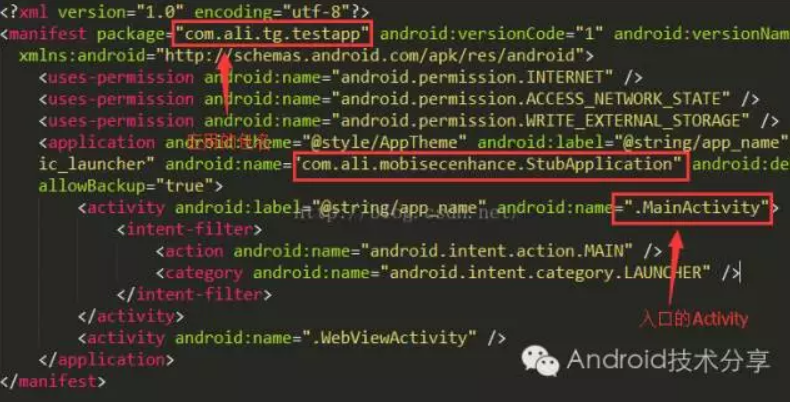 <?xml version="1.0" encoding="utf-8"?>
<manifest package="com.ali.tg.testapp" android:versionCode="1" android:versionNam
xmlns:android="http://schemas.android.com/apk/res/android">
<uses-permission android:name="android.permission.INTERNET" />
<uses-permission android:name="android.permission.ACCESS_NETWORK_STATE" />
<uses-permission android:name="android.permission.WRITE_EXTERNAL_STORAGE" />
<application android:theme="@style/AppTheme" android:label="@string/app_name"
ic_launcher" android:name="com.ali.mobisecenhance.StubApplication" android:de
allowBackup="true">
<activity android:label="@string/app_name" android:name=".MainActivity">
<intent-filter>
<action android:name="android.intent.action.MAIN" />
<category android:name="android.intent.category.LAUNCHER" />
</intent-filter>
入口的Activity
</activity>
<activity android:name=".WebViewActivity" />
</application>
</manifest>
Android技术分享